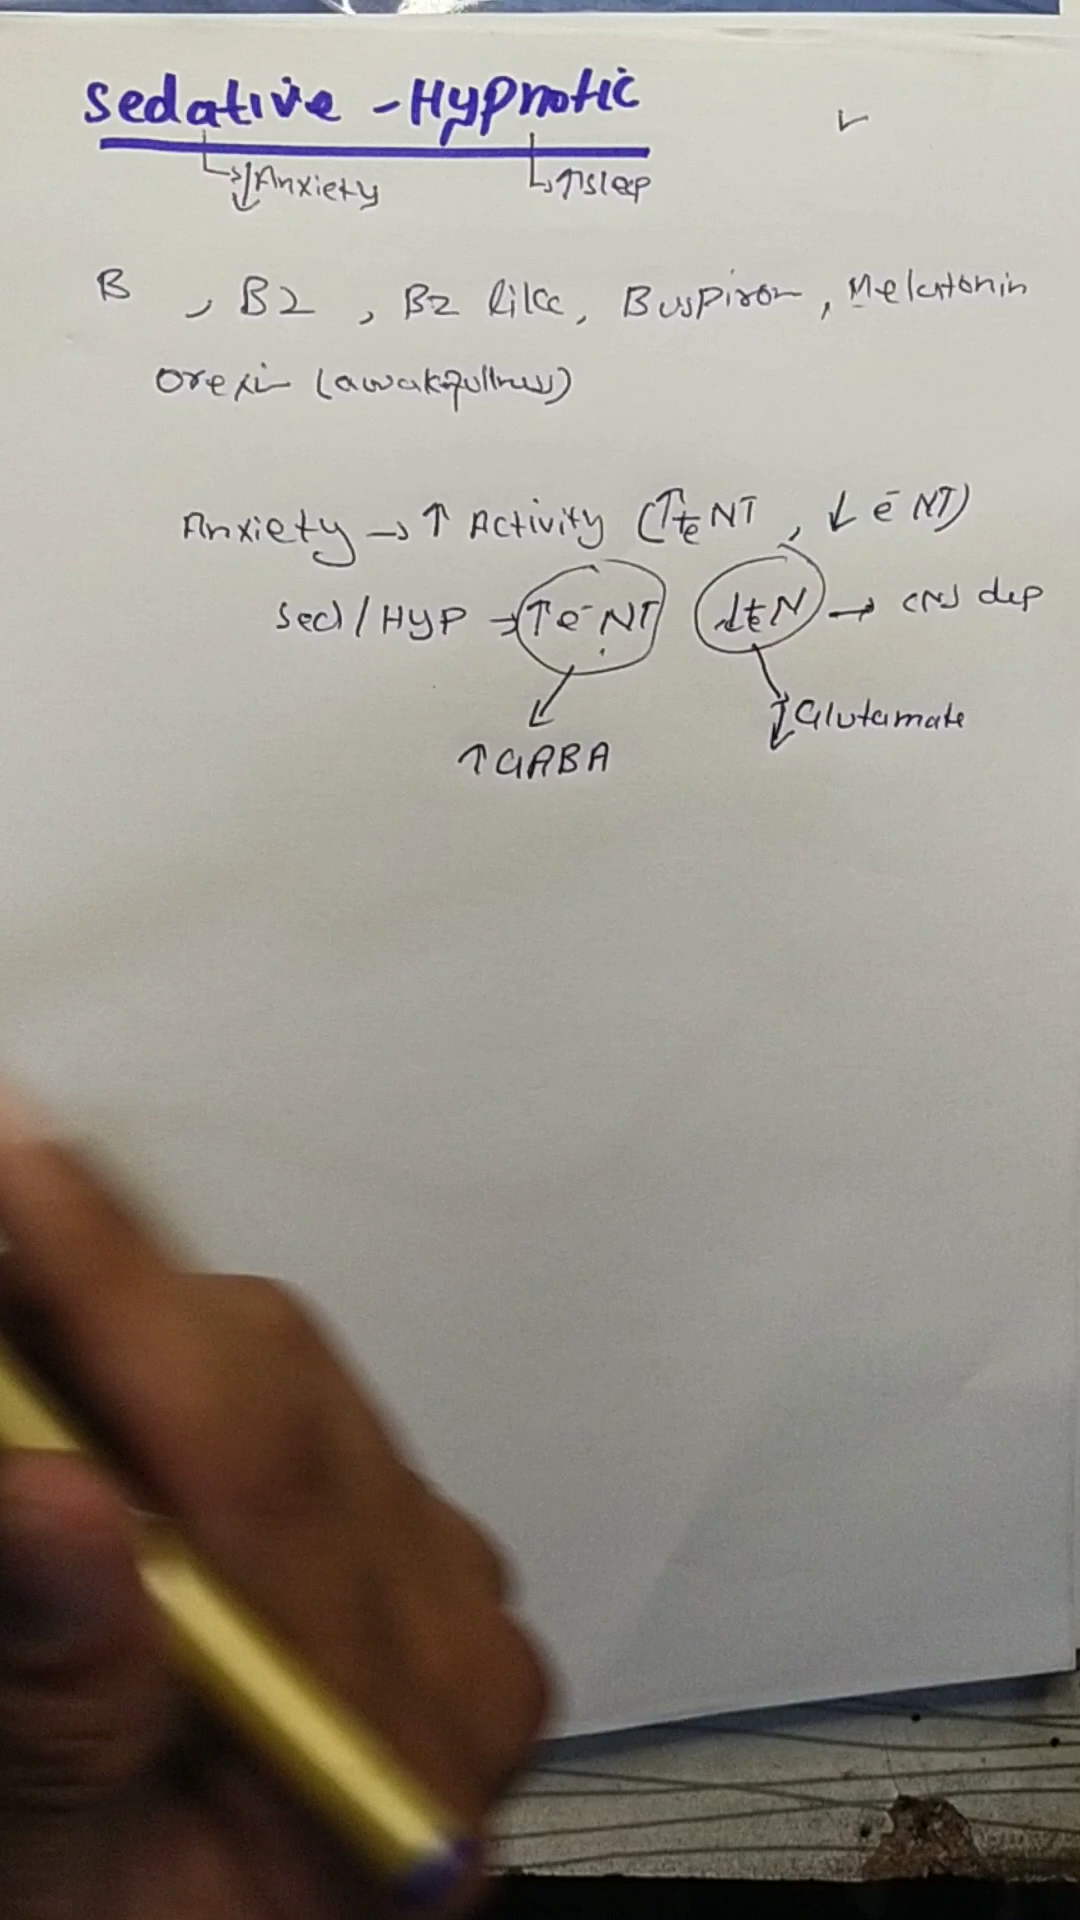 Sedative - Hypnotic
↓Anxiety ↑Sleep
B , BZ , BZ like, Buspiron, Melatonin
Orexin (awakefullness)
Anxiety → ↑ Activity (↑+e NT , ↓ e- NT)
Sed / Hyp → ↑ e- NT ↓+e N → CNS dep
↓ Glutamate
↑ GABA